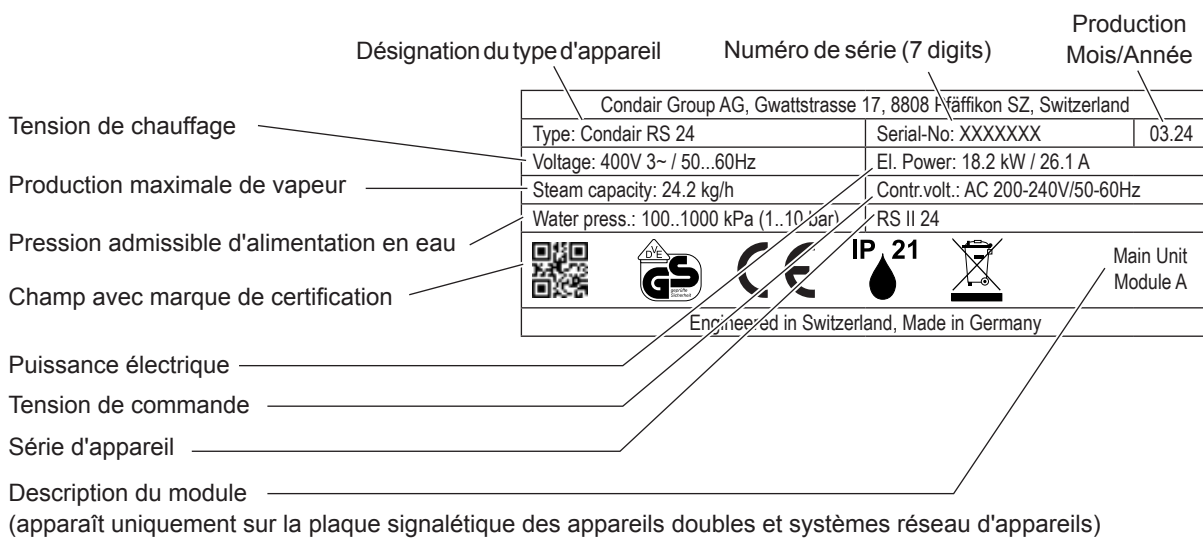 Production
Désignation du type d'appareil
Numéro de série (7 digits)
Mois/Année
Condair Group AG, Gwattstrasse 17, 8808 Pfäffikon SZ, Switzerland
Tension de chauffage
Type: Condair RS 24
Serial-No: XXXXXXX
03.24
Voltage: 400V 3~ / 50...60Hz
El. Power: 18.2 kW / 26.1 A
Production maximale de vapeur
Steam capacity: 24.2 kg/h
Contr.volt.: AC 200-240V/50-60Hz
Pression admissible d'alimentation en eau
Water press.: 100..1000 kPa (1..10 bar)
RS II 24
Champ avec marque de certification
DVE
GS
geprüfte
Sicherheit
CE
IP 21
Main Unit
Module A
Engineered in Switzerland, Made in Germany
Puissance électrique
Tension de commande
Série d'appareil
Description du module
(apparaît uniquement sur la plaque signalétique des appareils doubles et systèmes réseau d'appareils)